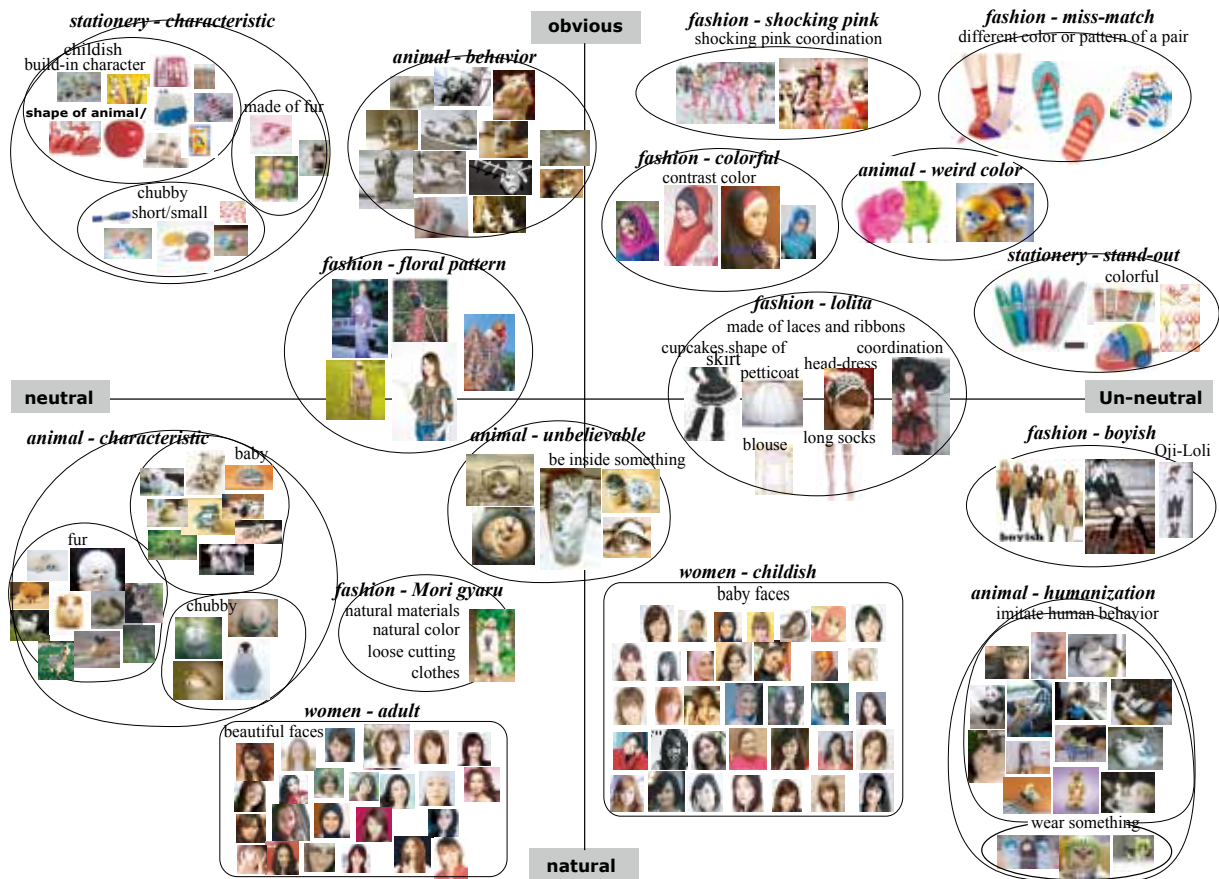 stationery - characteristic
childish
build-in character
shape of animal/
made of fur
chubby
short/small
obvious
animal - behavior
fashion - shocking pink
shocking pink coordination
fashion - miss-match
different color or pattern of a pair
fashion - colorful
contrast color
animal - weird color
fashion - floral pattern
stationery - stand-out
colorful
fashion - lolita
made of laces and ribbons
cupcakes shape of
skirt
petticoat
head-dress
coordination
blouse
long socks
neutral
Un-neutral
animal - characteristic
baby
fur
chubby
animal - unbelievable
be inside something
fashion - boyish
Qji-Loli
boyish
fashion - Mori gyaru
natural materials
natural color
loose cutting
clothes
women - childish
baby faces
animal - humanization
imitate human behavior
wear something
women - adult
beautiful faces
natural